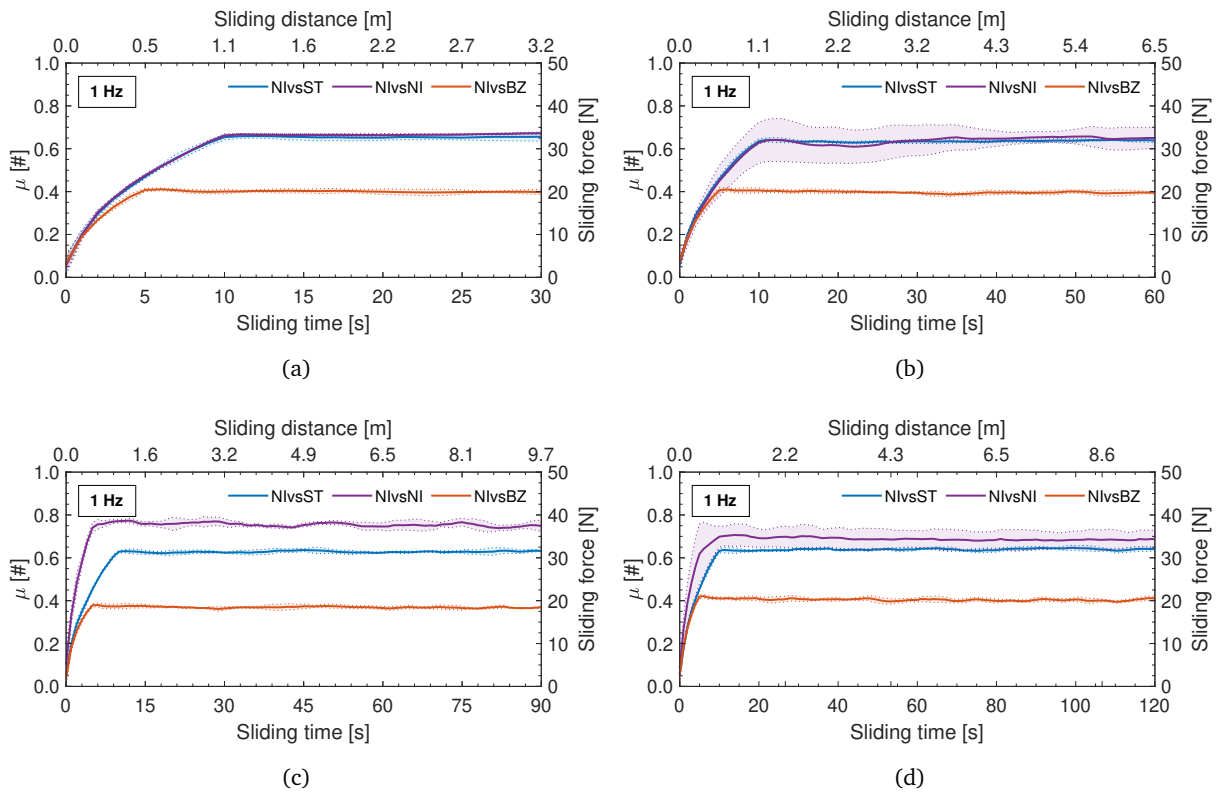 Sliding distance [m]
0.0 0.5 1.1 1.6 2.2 2.7 3.2
1.0 50
1 Hz NIvsST NIvsNI NIvsBZ
0.8 40
0.6 30
μ [#] Sliding force [N]
0.4 20
0.2 10
0.0 0
0 5 10 15 20 25 30
Sliding time [s]
(a)
Sliding distance [m]
0.0 1.1 2.2 3.2 4.3 5.4 6.5
1.0 50
1 Hz NIvsST NIvsNI NIvsBZ
0.8 40
0.6 30
μ [#] Sliding force [N]
0.4 20
0.2 10
0.0 0
0 10 20 30 40 50 60
Sliding time [s]
(b)
Sliding distance [m]
0.0 1.6 3.2 4.9 6.5 8.1 9.7
1.0 50
1 Hz NIvsST NIvsNI NIvsBZ
0.8 40
0.6 30
μ [#] Sliding force [N]
0.4 20
0.2 10
0.0 0
0 15 30 45 60 75 90
Sliding time [s]
(c)
Sliding distance [m]
0.0 2.2 4.3 6.5 8.6
1.0 50
1 Hz NIvsST NIvsNI NIvsBZ
0.8 40
0.6 30
μ [#] Sliding force [N]
0.4 20
0.2 10
0.0 0
0 20 40 60 80 100 120
Sliding time [s]
(d)